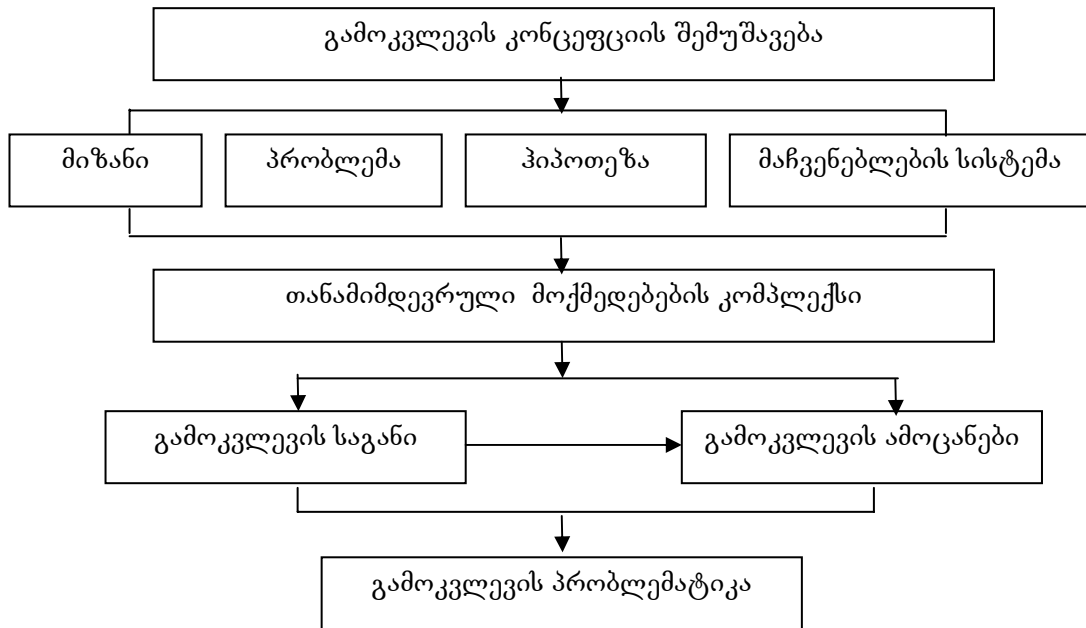 გამოკვლევის კონცეფციის შემუშავება
მიზანი
პრობლემა
ჰიპოთეზა
მაჩვენებლების სისტემა
თანამიმდევრული მოქმედებების კომპლექსი
გამოკვლევის საგანი
გამოკვლევის ამოცანები
გამოკვლევის პრობლემატიკა